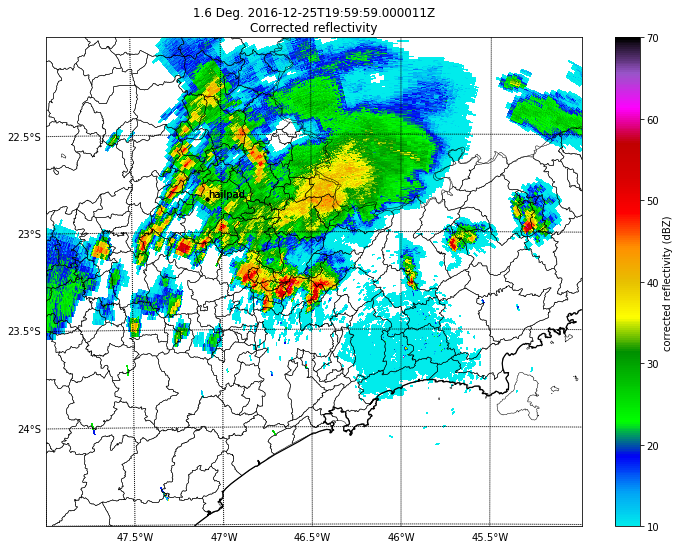 1.6 Deg. 2016-12-25T19:59:59.000011Z
Corrected reflectivity
70
60
50
40
30
20
10
corrected reflectivity (dBZ)
22.5°S
23°S
23.5°S
24°S
hailpad
47.5°W
47°W
46.5°W
46°W
45.5°W